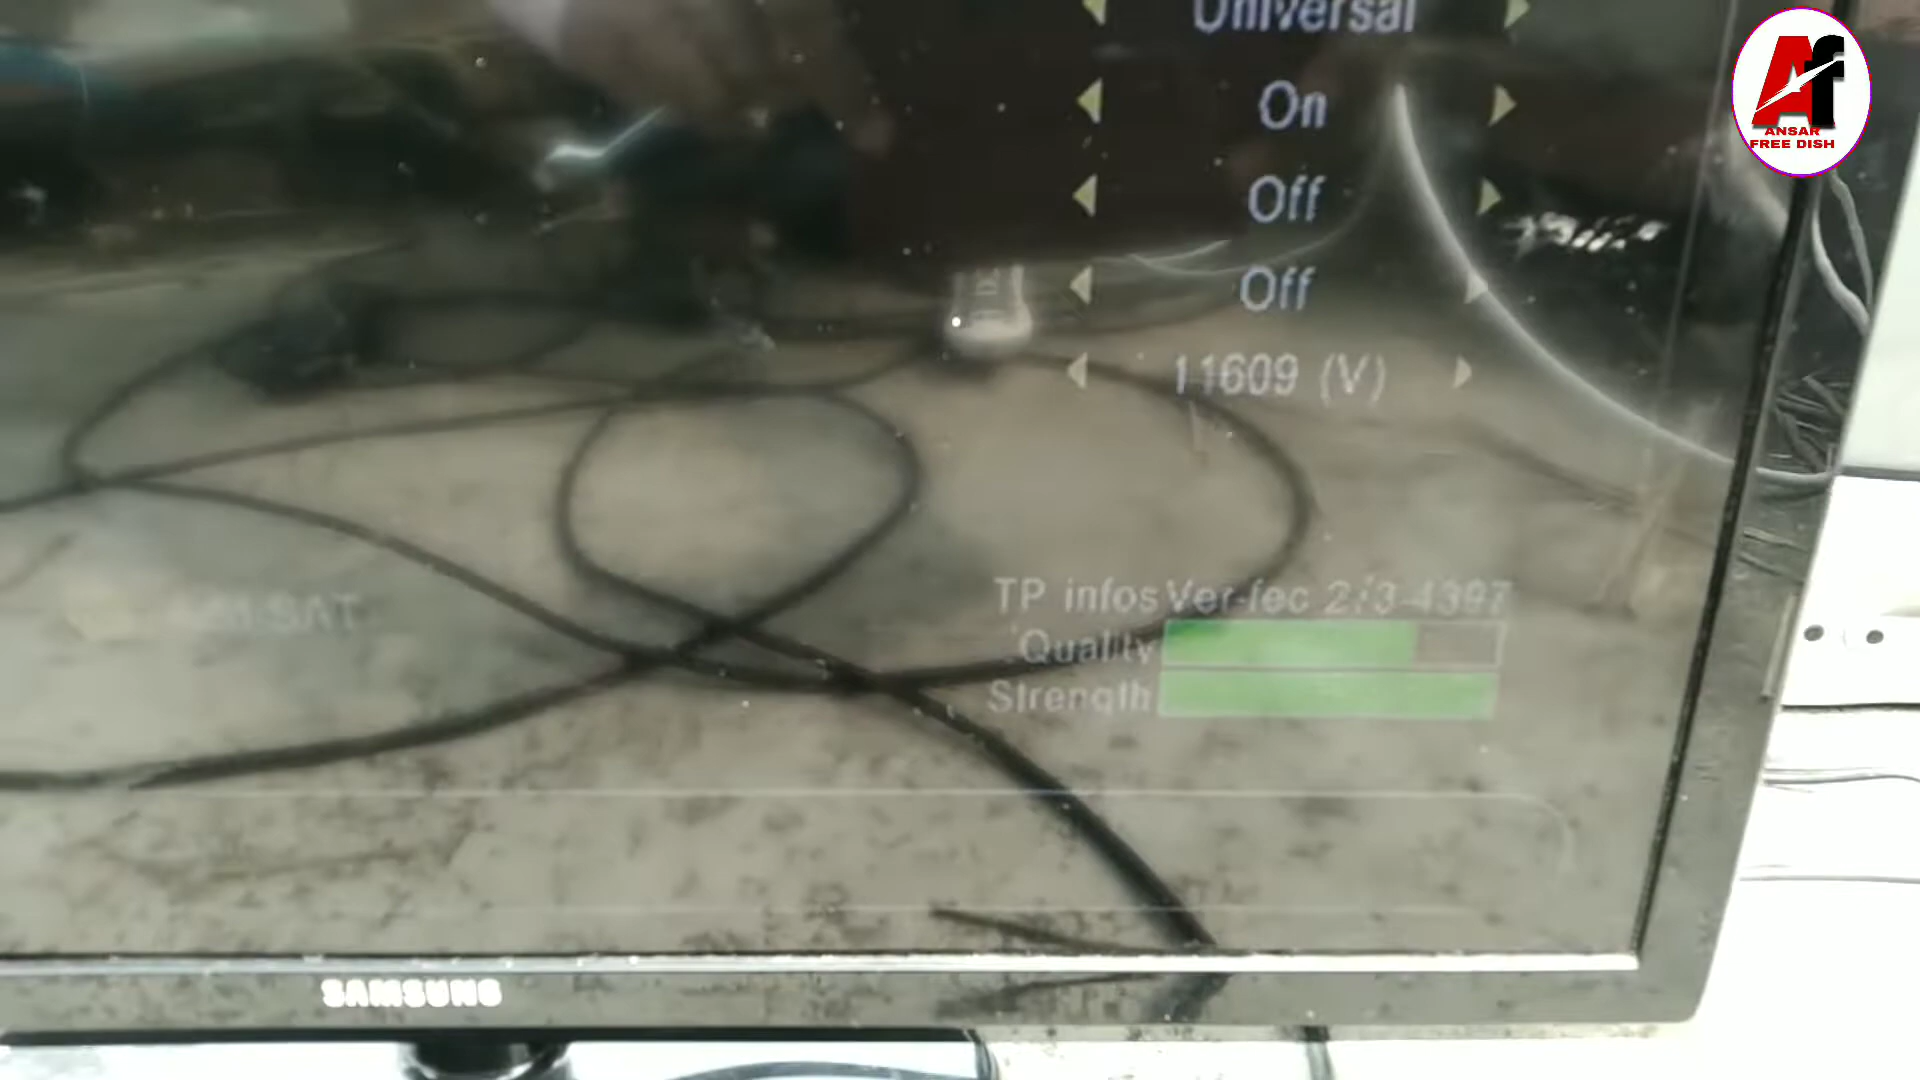 Universal
On
Off
Off
11609 (V)
TP infos Ver-fec 2/3-4397
Quality
Strength
SAMSUNG
Af
ANSAR
FREE DISH